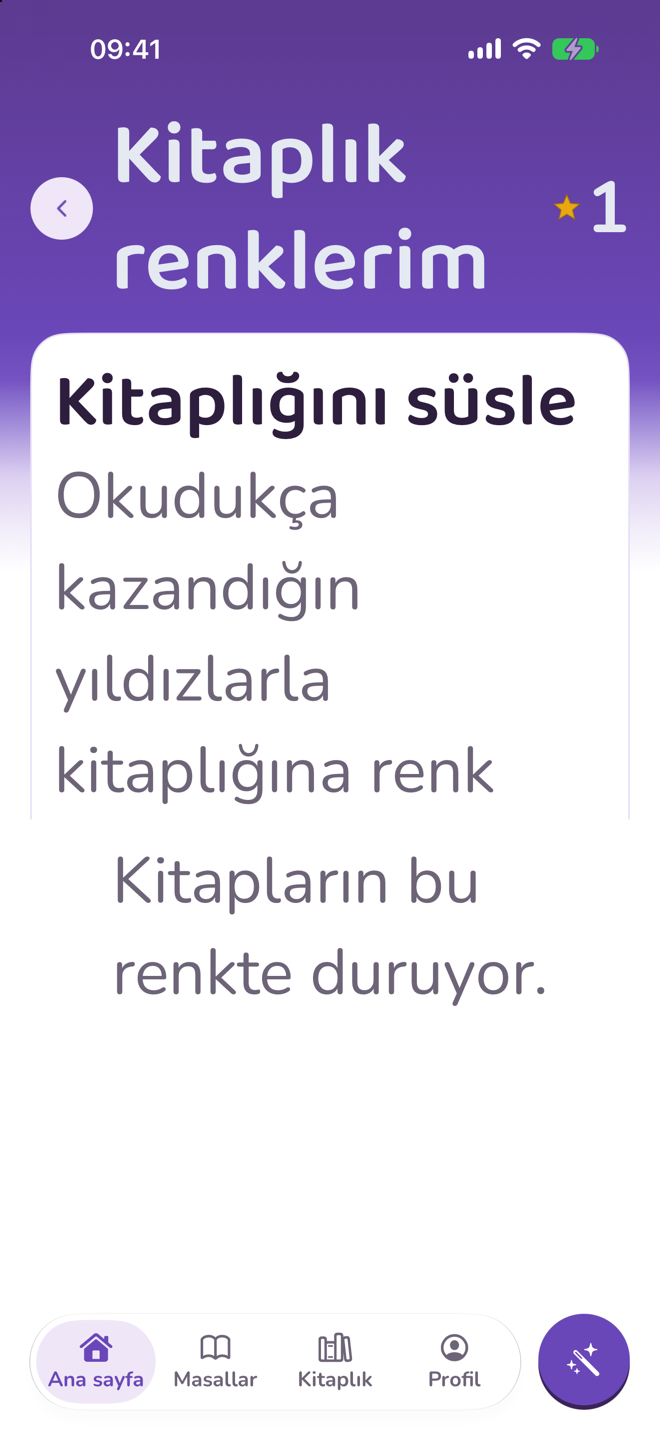 09:41
Kitaplık
renklerim
1
Kitaplığını süsle
Okudukça
kazandığın
yıldızlarla
kitaplığına renk
Kitapların bu
renkte duruyor.
Ana sayfa
Masallar
Kitaplık
Profil